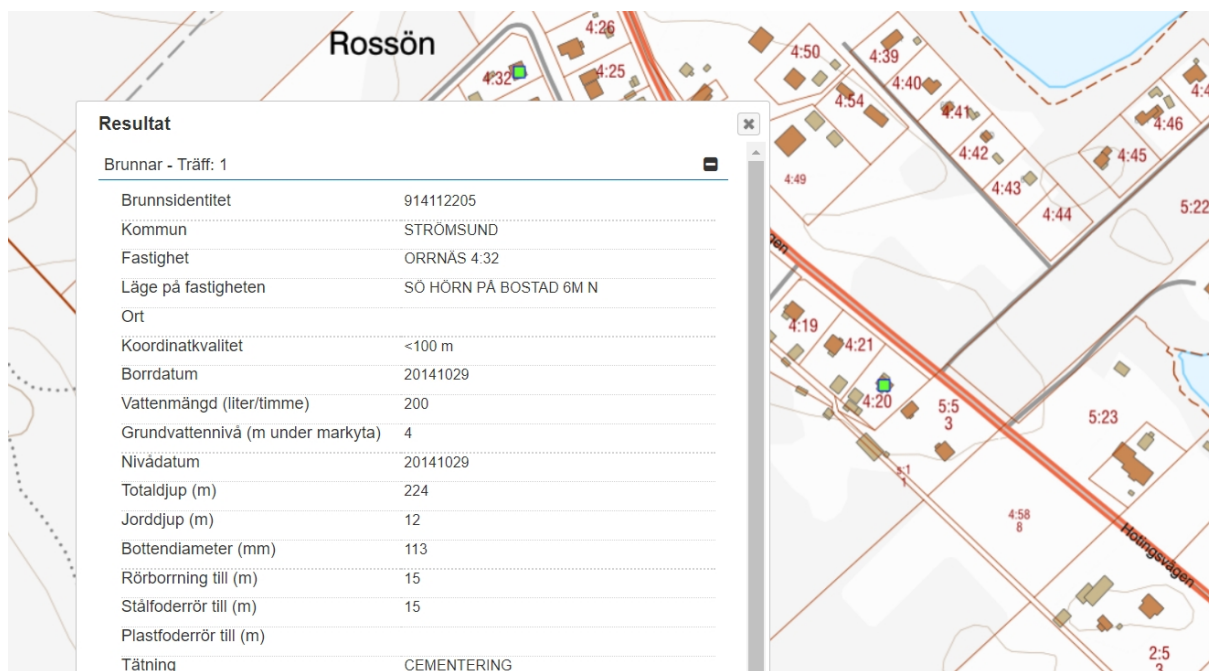 Rossön
4:26
4:32
4:25
4:50
4:39
4:40
4:54
4:41
4:46
4:42
4:45
4:49
4:43
4:44
5:22
Resultat
Brunnar - Träff: 1
Brunnsidentitet 914112205
Kommun STRÖMSUND
Fastighet ORRNÄS 4:32
Läge på fastigheten SÖ HÖRN PÅ BOSTAD 6M N
Ort
Koordinatkvalitet <100 m
Borrdatum 20141029
Vattenmängd (liter/timme) 200
Grundvattennivå (m under markyta) 4
Nivådatum 20141029
Totaldjup (m) 224
Jorddjup (m) 12
Bottendiameter (mm) 113
Rörborrning till (m) 15
Stålfoderrör till (m) 15
Plastfoderrör till (m)
Tätning CEMENTERING
4:19
4:21
4:20
5:5
3
5:23
s:1
1
4:58
8
Hotingsvägen
2:5
3